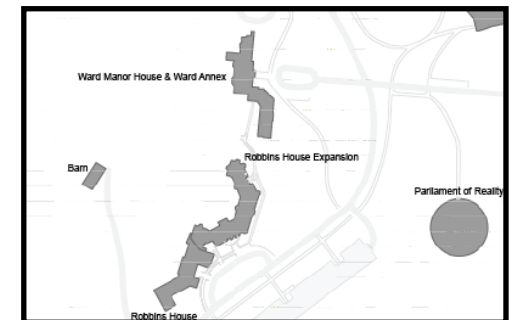 Ward Manor House & Ward Annex
Robbins House Expansion
Barn
Parliament of Reality
Robbins House